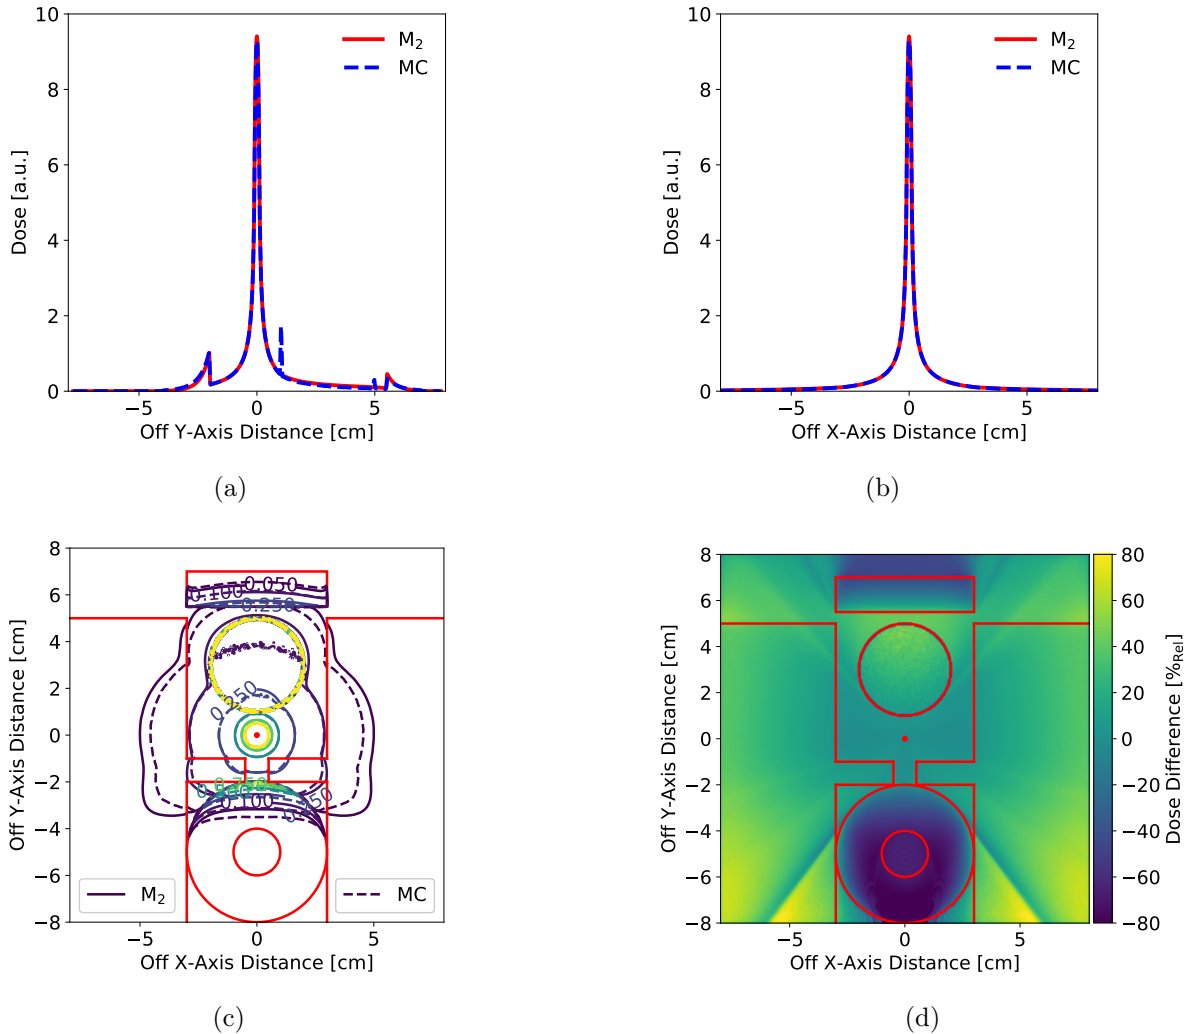 10
8
6
4
2
0
Dose [a.u.]
M2
MC
−5
0
5
Off Y-Axis Distance [cm]
(a)
10
8
6
4
2
0
Dose [a.u.]
M2
MC
−5
0
5
Off X-Axis Distance [cm]
(b)
8
6
4
2
0
−2
−4
−6
−8
Off Y-Axis Distance [cm]
0.050
0.100
0.250
0.250
0.100
M2
MC
−5
0
5
Off X-Axis Distance [cm]
(c)
8
6
4
2
0
−2
−4
−6
−8
Off Y-Axis Distance [cm]
−5
0
5
Off X-Axis Distance [cm]
80
60
40
20
0
−20
−40
−60
−80
Dose Difference [%Rel]
(d)